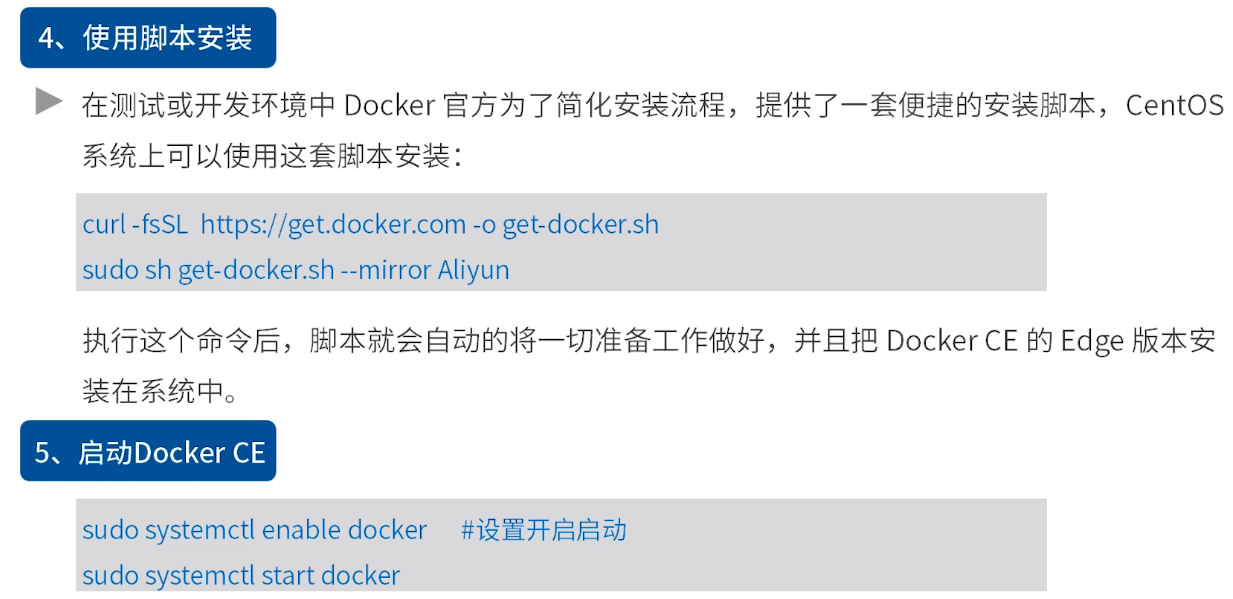 4、使用脚本安装
在测试或开发环境中 Docker 官方为了简化安装流程，提供了一套便捷的安装脚本，CentOS
系统上可以使用这套脚本安装：
curl -fsSL  https://get.docker.com -o get-docker.sh
sudo sh get-docker.sh --mirror Aliyun
执行这个命令后，脚本就会自动的将一切准备工作做好，并且把 Docker CE 的 Edge 版本安
装在系统中。
5、启动Docker CE
sudo systemctl enable docker     #设置开启启动
sudo systemctl start docker